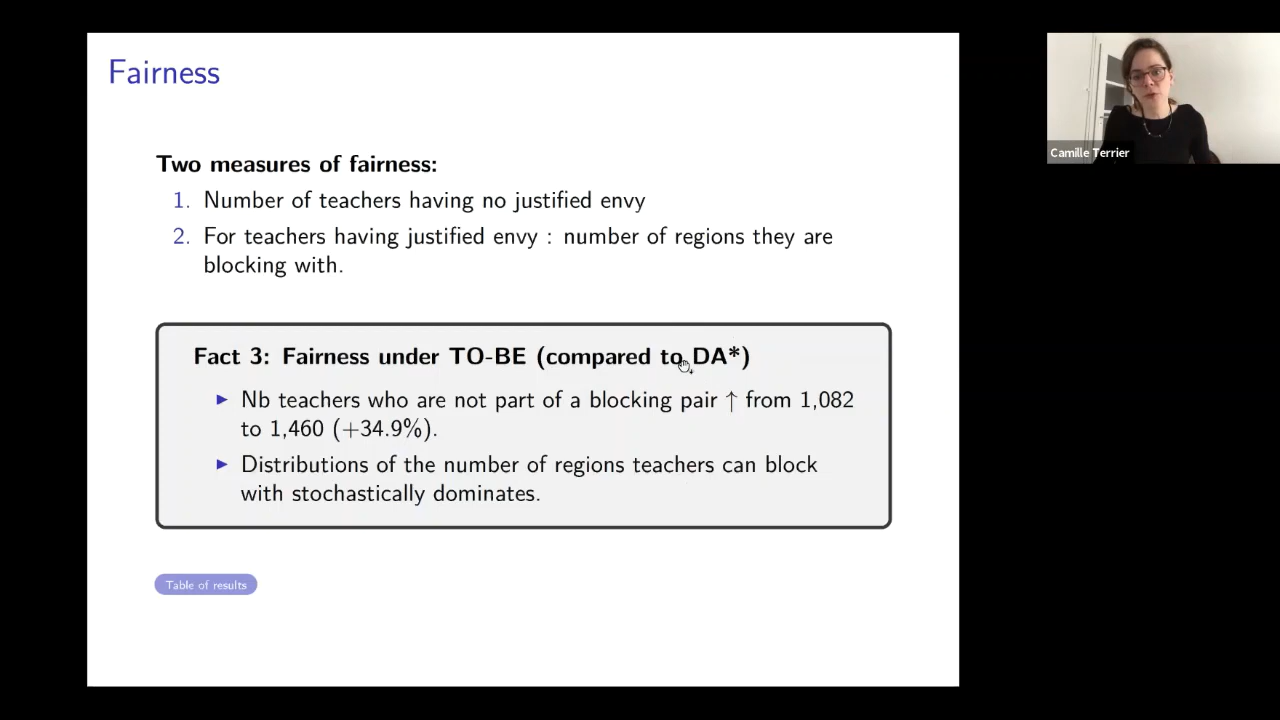 Fairness
Two measures of fairness:
1. Number of teachers having no justified envy
2. For teachers having justified envy : number of regions they are
blocking with.
Fact 3: Fairness under TO-BE (compared to DA*)
▶ Nb teachers who are not part of a blocking pair ↑ from 1,082
to 1,460 (+34.9%).
▶ Distributions of the number of regions teachers can block
with stochastically dominates.
Table of results
Camille Terrier